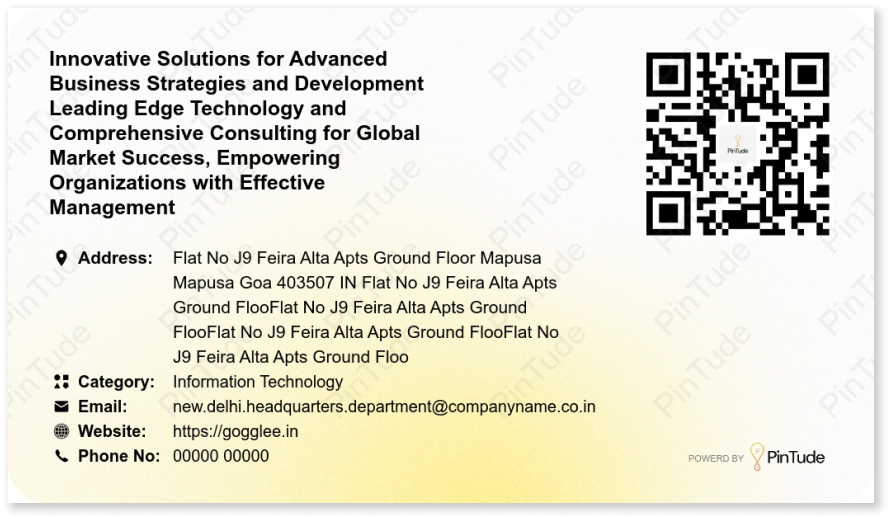 Innovative Solutions for Advanced
Business Strategies and Development
Leading Edge Technology and
Comprehensive Consulting for Global
Market Success, Empowering
Organizations with Effective
Management
PinTude
Address: Flat No J9 Feira Alta Apts Ground Floor Mapusa
Mapusa Goa 403507 IN Flat No J9 Feira Alta Apts
Ground FlooFlat No J9 Feira Alta Apts Ground
FlooFlat No J9 Feira Alta Apts Ground FlooFlat No
J9 Feira Alta Apts Ground Floo
Category: Information Technology
Email: new.delhi.headquarters.department@companyname.co.in
Website: https://gogglee.in
Phone No: 00000 00000
POWERD BY PinTude